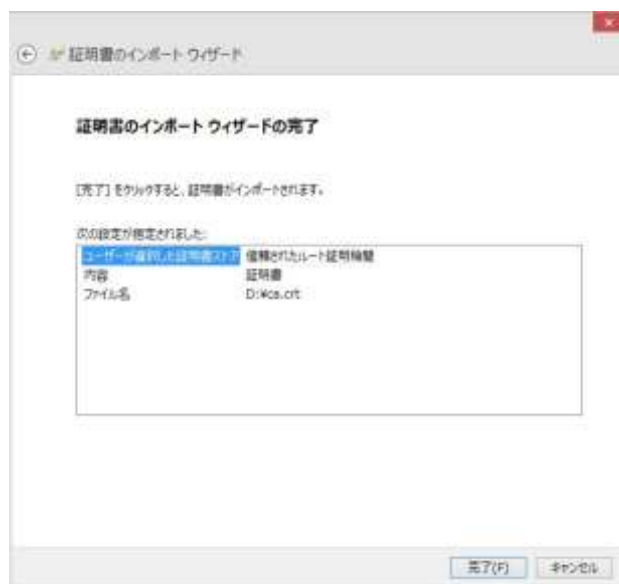 証明書のインポート ウィザード
証明書のインポート ウィザードの完了
[完了] をクリックすると、証明書がインポートされます。
次の設定が指定されました:
ユーザーが選択した証明書ストア 信頼されたルート証明機関
内容 証明書
ファイル名 D:¥ca.crt
完了(F) キャンセル